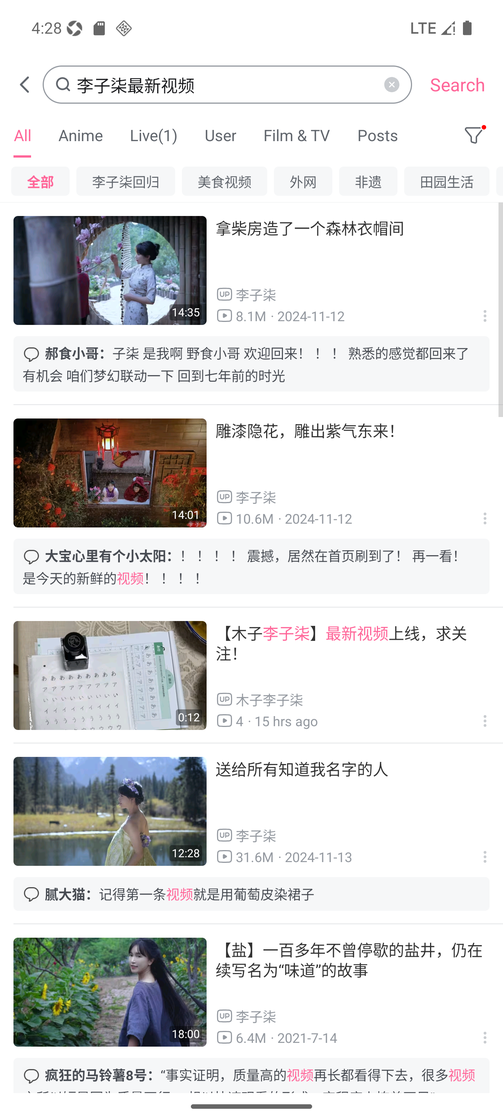 4:28
LTE
李子柒最新视频
Search
All Anime Live(1) User Film & TV Posts
全部 李子柒回归 美食视频 外网 非遗 田园生活
拿柴房造了一个森林衣帽间
14:35
UP 李子柒
8.1M · 2024-11-12
郝食小哥：子柒 是我啊 野食小哥 欢迎回来！ ！ ！ 熟悉的感觉都回来了
有机会 咱们梦幻联动一下 回到七年前的时光
雕漆隐花，雕出紫气东来！
14:01
UP 李子柒
10.6M · 2024-11-12
大宝心里有个小太阳：！ ！ ！ ！ 震撼，居然在首页刷到了！ 再一看！
是今天的新鲜的视频！ ！ ！ ！
【木子李子柒】最新视频上线，求关
注！
0:12
UP 木子李子柒
4 · 15 hrs ago
送给所有知道我名字的人
12:28
UP 李子柒
31.6M · 2024-11-13
腻大猫：记得第一条视频就是用葡萄皮染裙子
【盐】一百多年不曾停歇的盐井，仍在
续写名为“味道”的故事
18:00
UP 李子柒
6.4M · 2021-7-14
疯狂的马铃薯8号：“事实证明，质量高的视频再长都看得下去，很多视频